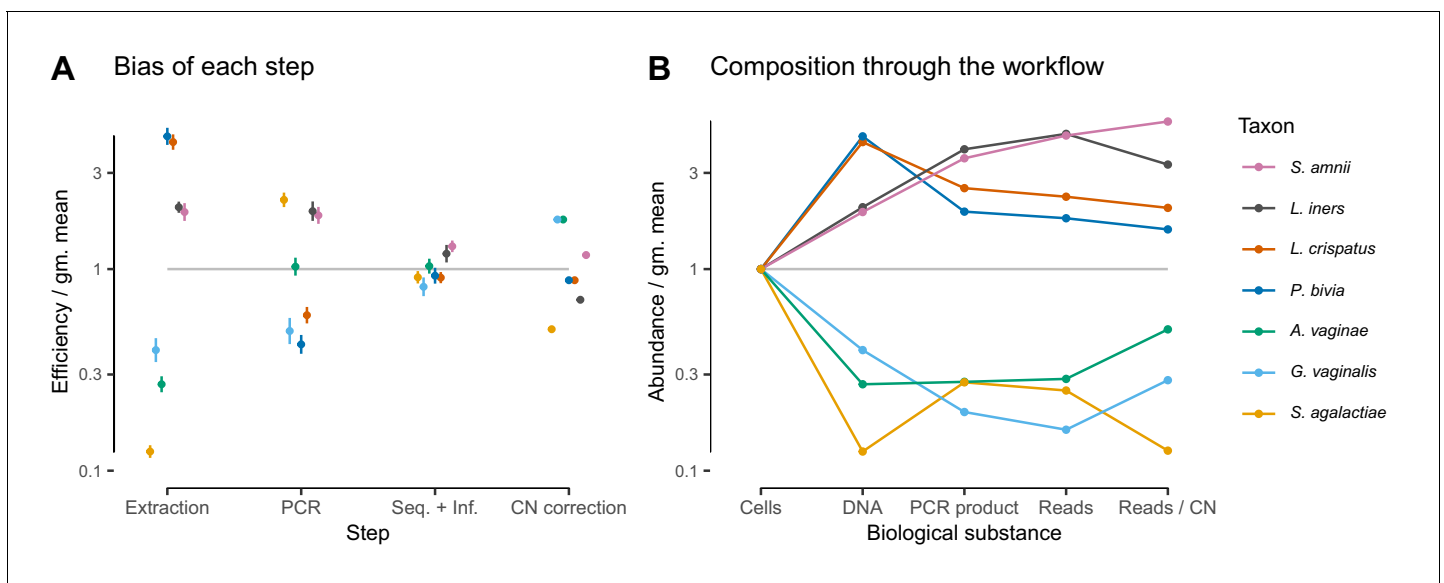 A Bias of each step
Efficiency / gm. mean
3
1
0.3
0.1
Extraction PCR Seq. + Inf. CN correction
Step
B Composition through the workflow
Abundance / gm. mean
3
1
0.3
0.1
Cells DNA PCR product Reads Reads / CN
Biological substance
Taxon
S. amnii
L. iners
L. crispatus
P. bivia
A. vaginae
G. vaginalis
S. agalactiae